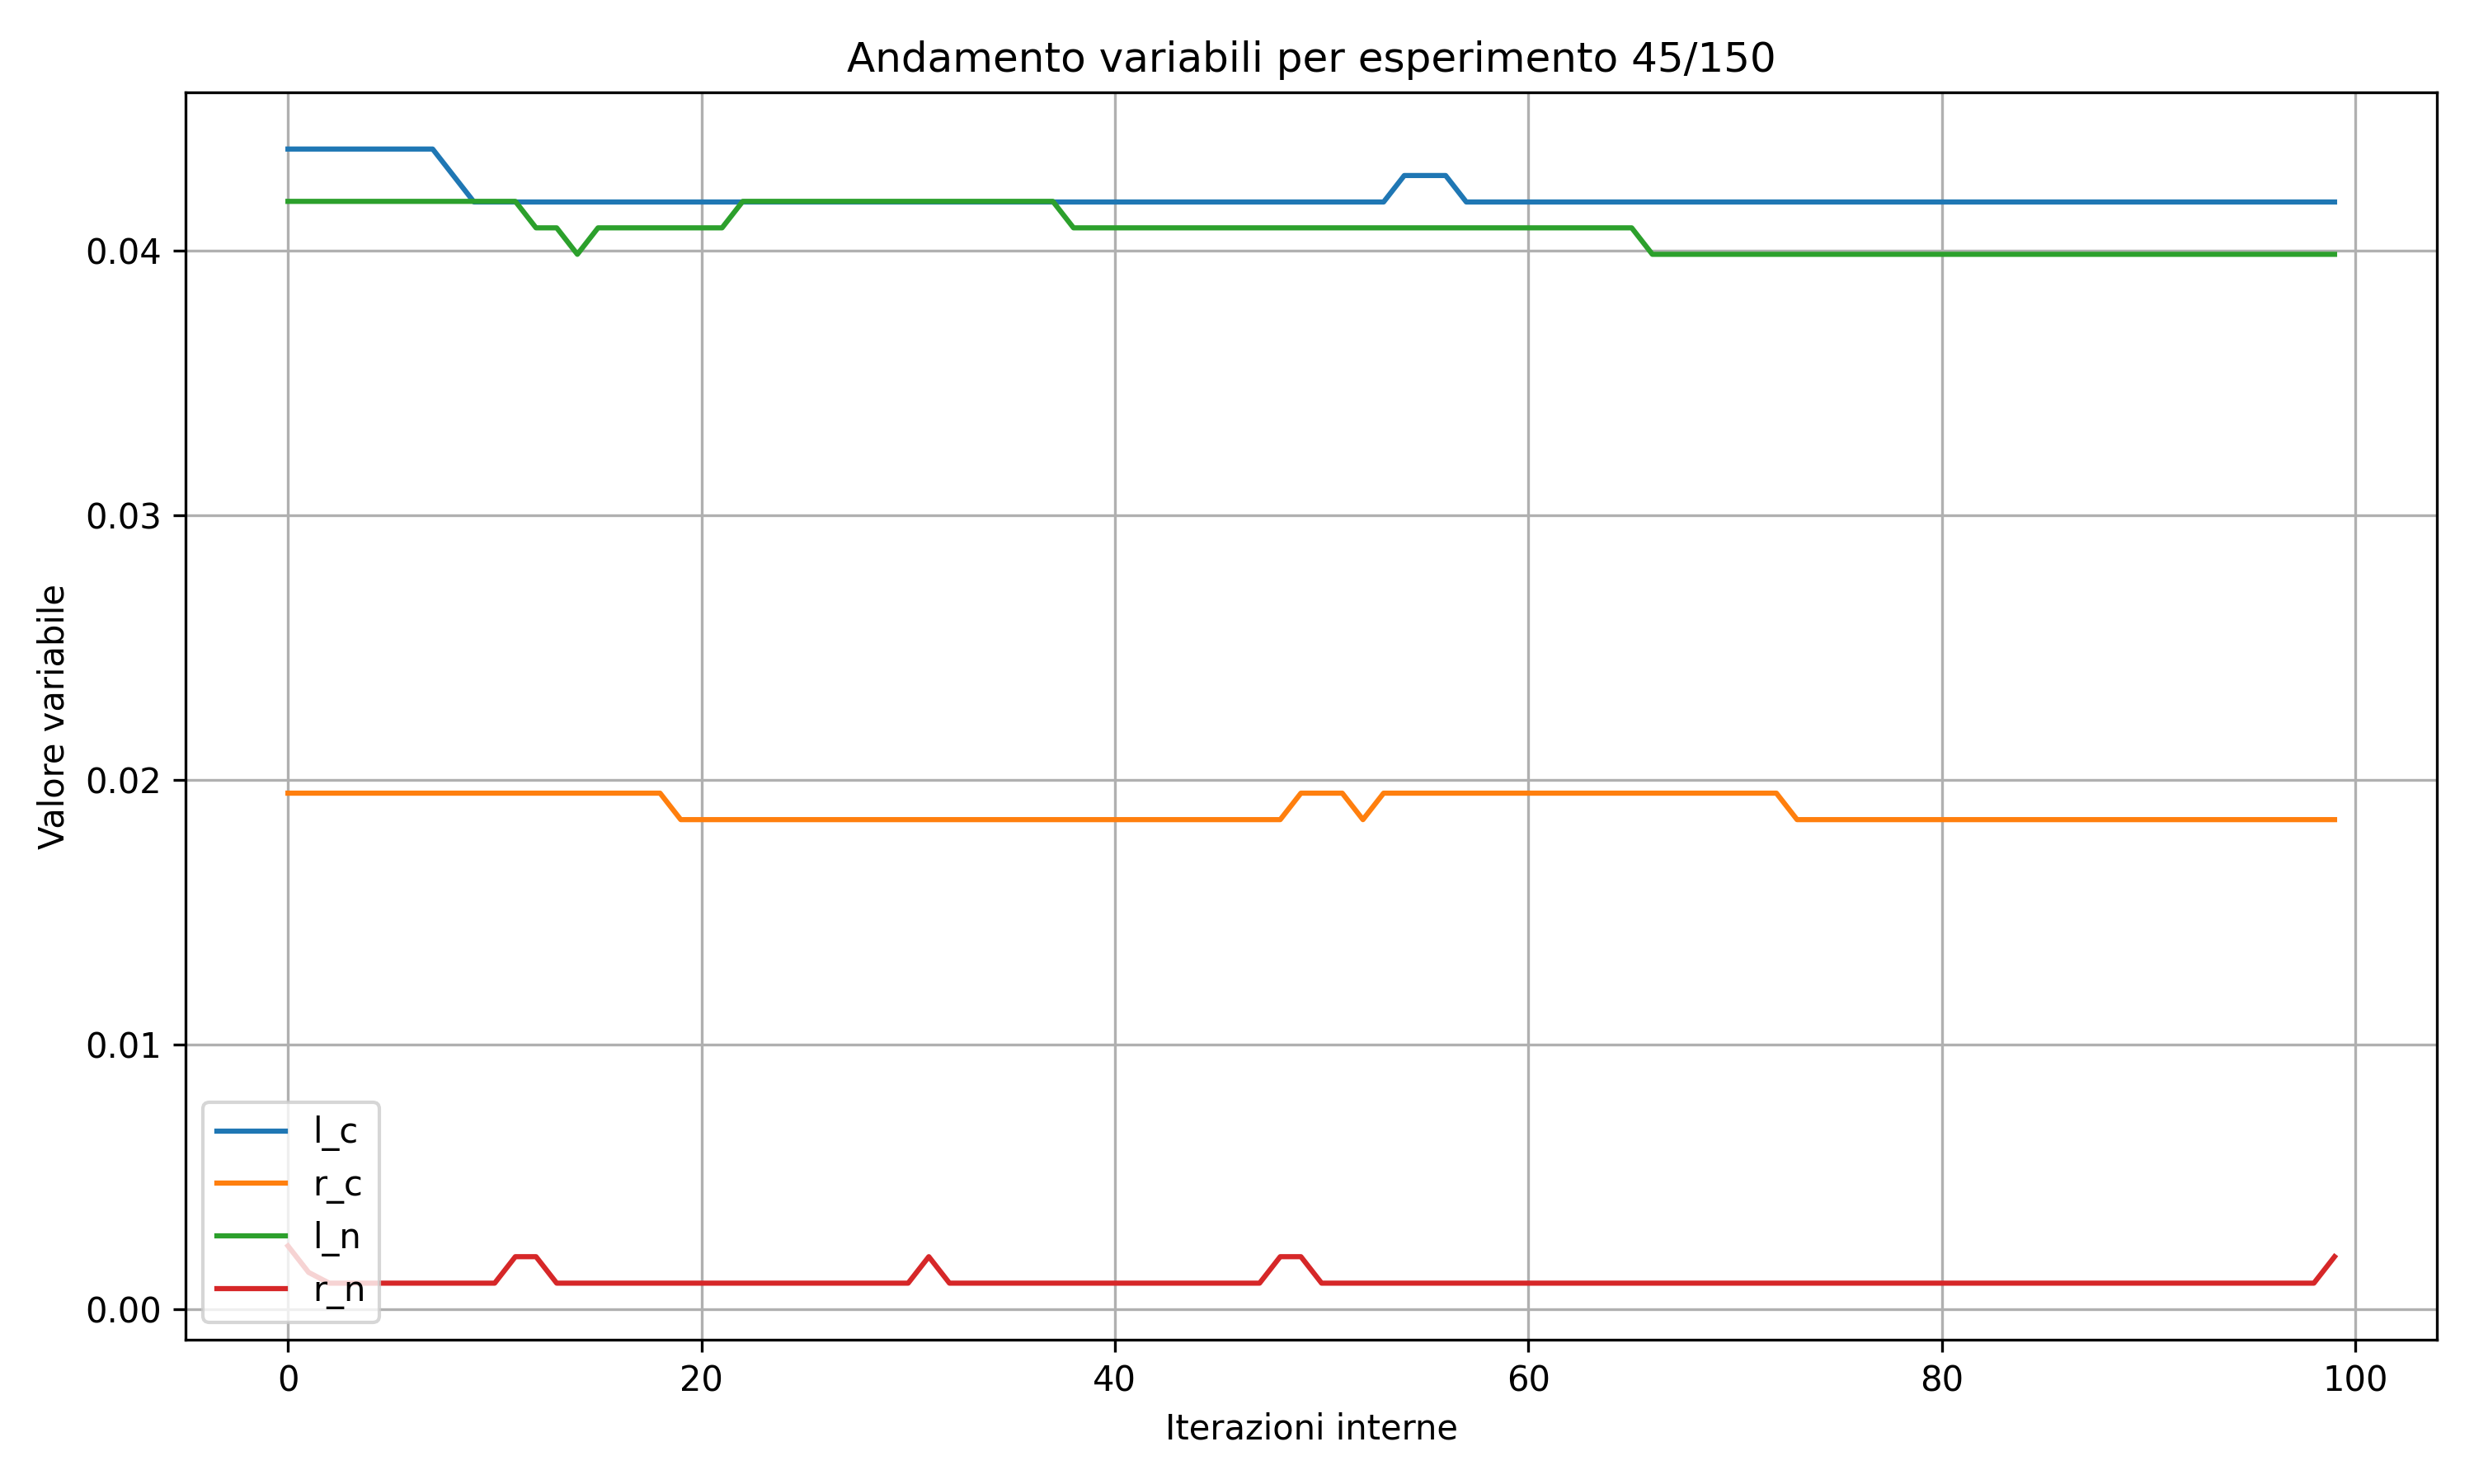 Andamento variabili per esperimento 45/150
Valore variabile
0.04
0.03
0.02
0.01
0.00
l_c
r_c
l_n
r_n
0 20 40 60 80 100
Iterazioni interne